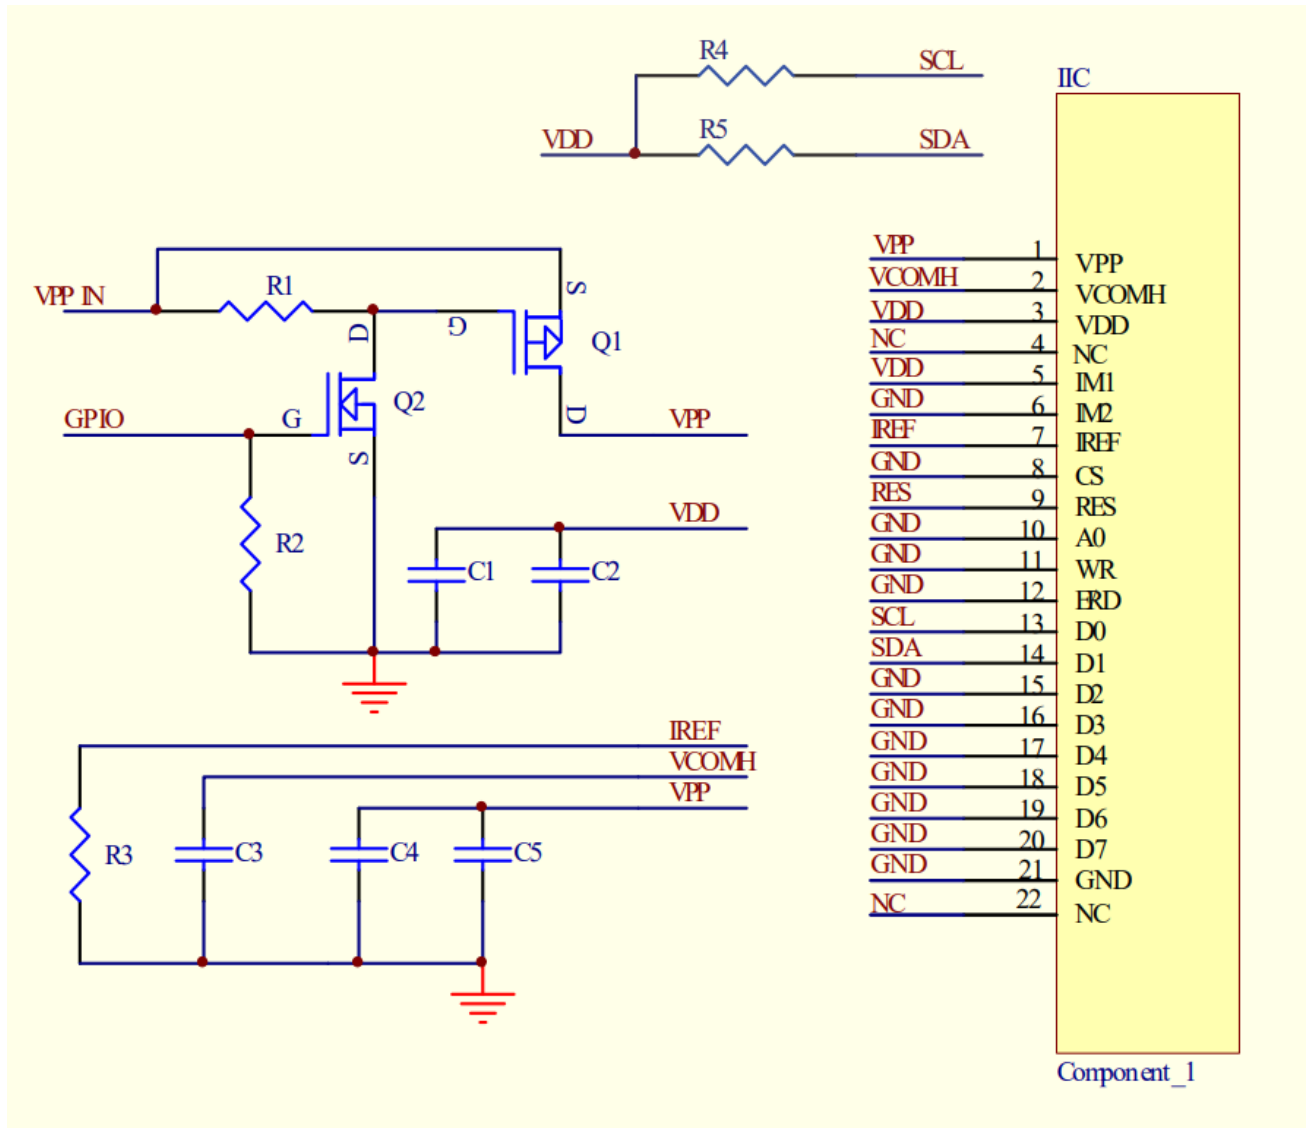 R4
SCL
IIC
VDD
R5
SDA
VPP IN
R1
S
D
G
Q1
Q2
GPIO
G
S
D
VPP
R2
VDD
C1
C2
IREF
VCOMH
VPP
R3
C3
C4
C5
VPP 1 VPP
VCOMH 2 VCOMH
VDD 3 VDD
NC 4 NC
VDD 5 IM1
GND 6 IM2
IREF 7 IREF
GND 8 CS
RES 9 RES
GND 10 A0
GND 11 WR
GND 12 ERD
SCL 13 D0
SDA 14 D1
GND 15 D2
GND 16 D3
GND 17 D4
GND 18 D5
GND 19 D6
GND 20 D7
GND 21 GND
NC 22 NC
Component_1